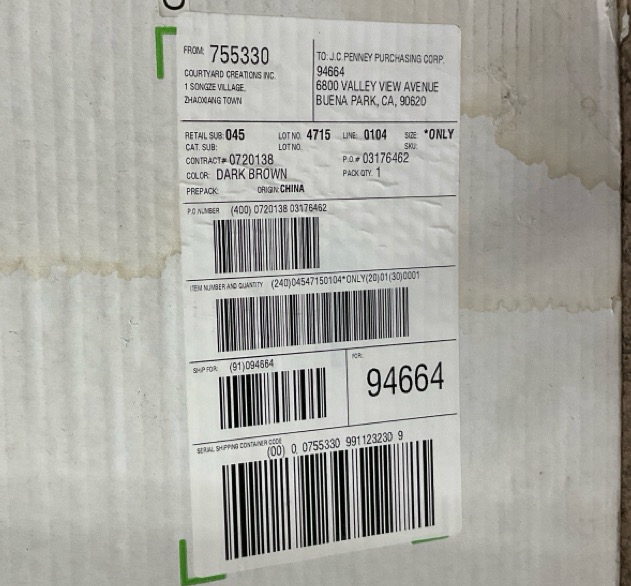 FROM: 755330
COURTYARD CREATIONS INC.
1 SONGZE VILLAGE,
ZHAOXIANG TOWN
TO: J.C.PENNEY PURCHASING CORP.
94664
6800 VALLEY VIEW AVENUE
BUENA PARK, CA, 90620
RETAIL SUB: 045 LOT NO. 4715 LINE: 0104 SIZE: *ONLY
CAT. SUB: LOT NO. SKU:
CONTRACT# 0720138 P.O.# 03176462
COLOR: DARK BROWN PACK QTY. 1
PREPACK: ORIGIN: CHINA
P.O. NUMBER (400) 0720138 03176462
ITEM NUMBER AND QUANTITY (240)04547150104*ONLY(20)01(30)0001
SHIP FOR: (91)094664
FOR:
94664
SERIAL SHIPPING CONTAINER CODE
(00) 0 0755330 991123230 9